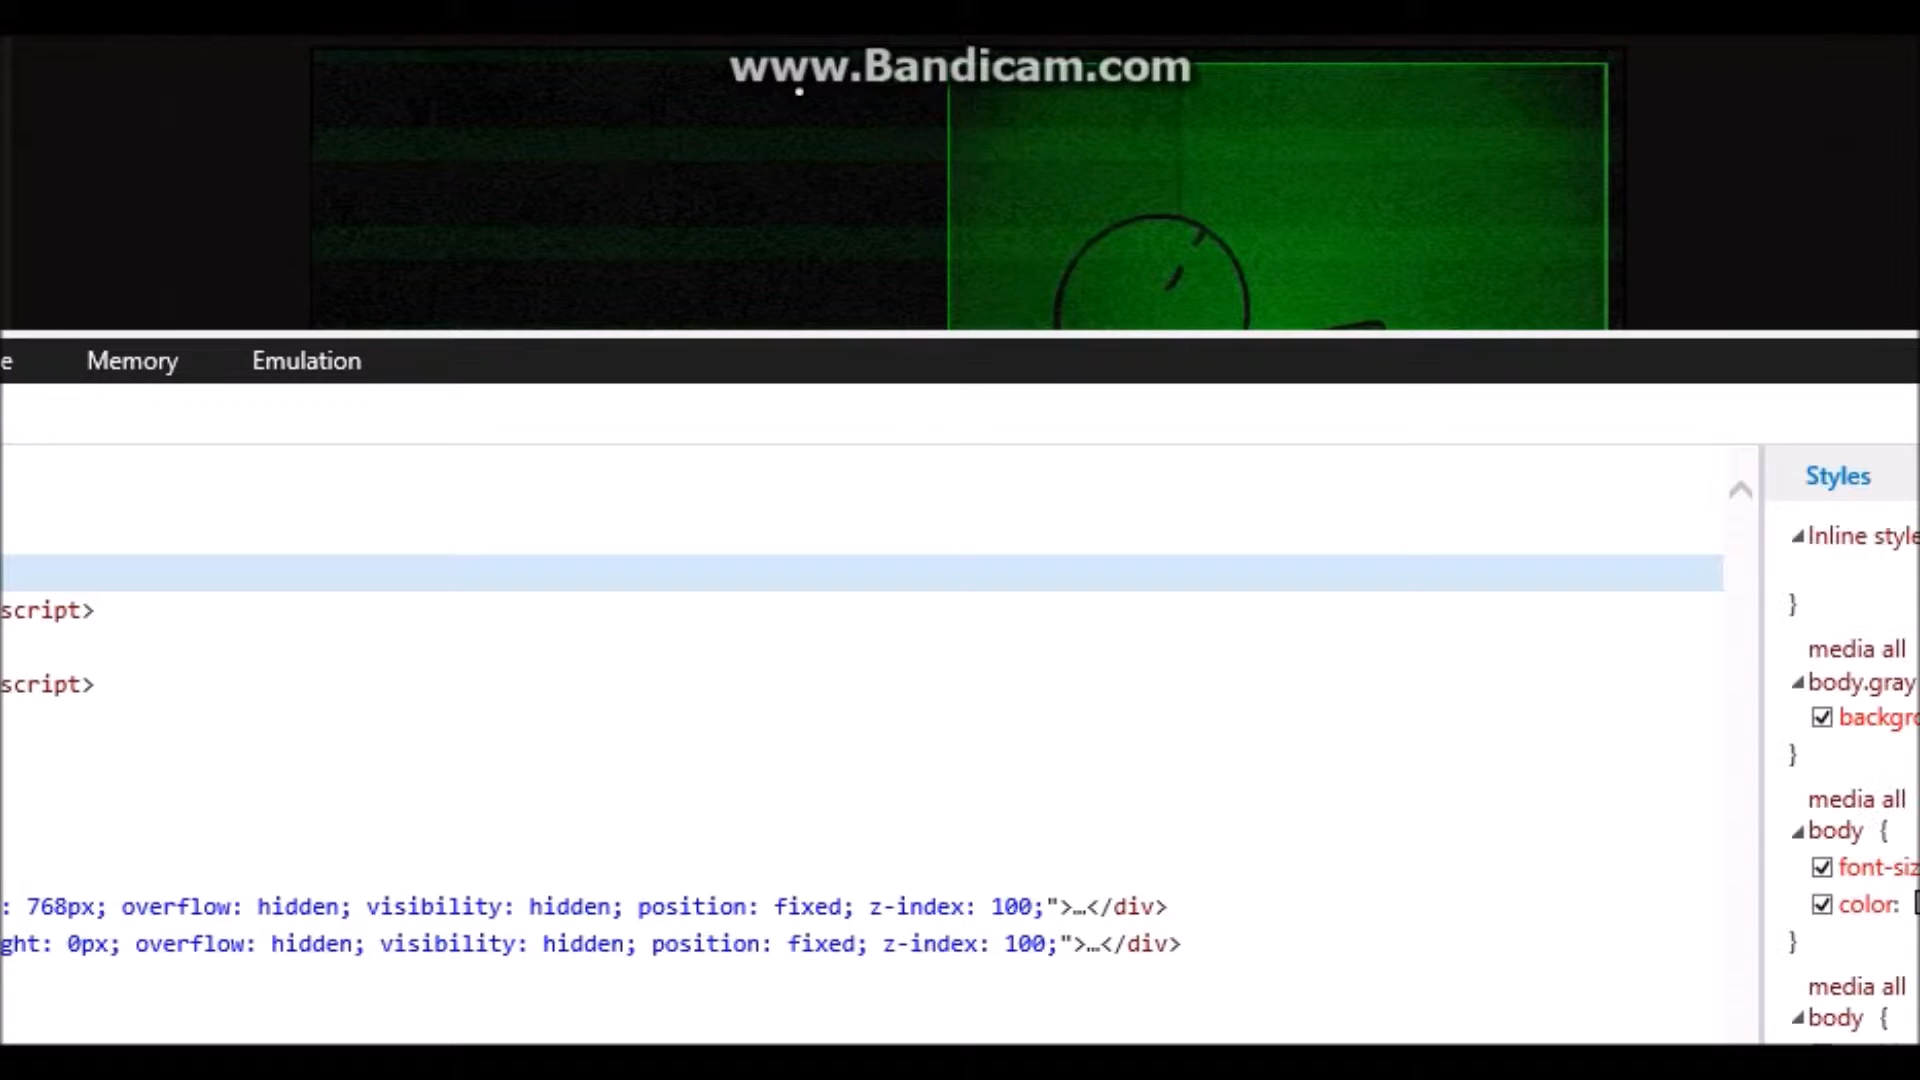 www.Bandicam.com
e Memory Emulation
Styles
Inline style
script>
}
media all
script>
body.gray
backgro
}
media all
body {
font-siz
: 768px; overflow: hidden; visibility: hidden; position: fixed; z-index: 100;">…</div>
color:
ght: 0px; overflow: hidden; visibility: hidden; position: fixed; z-index: 100;">…</div>
}
media all
body {